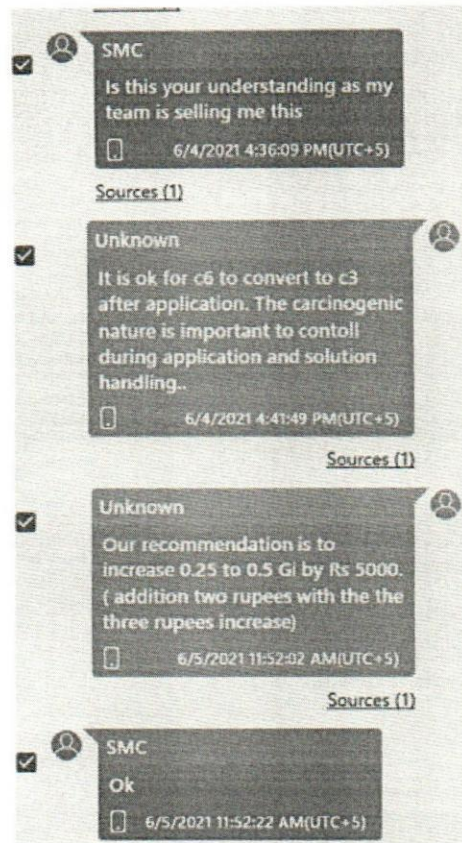 SMC
Is this your understanding as my
team is selling me this
6/4/2021 4:36:09 PM(UTC+5)
Sources (1)
Unknown
It is ok for c6 to convert to c3
after application. The carcinogenic
nature is important to contoll
during application and solution
handling..
6/4/2021 4:41:49 PM(UTC+5)
Sources (1)
Unknown
Our recommendation is to
increase 0.25 to 0.5 GI by Rs 5000.
( addition two rupees with the the
three rupees increase)
6/5/2021 11:52:02 AM(UTC+5)
Sources (1)
SMC
Ok
6/5/2021 11:52:22 AM(UTC+5)